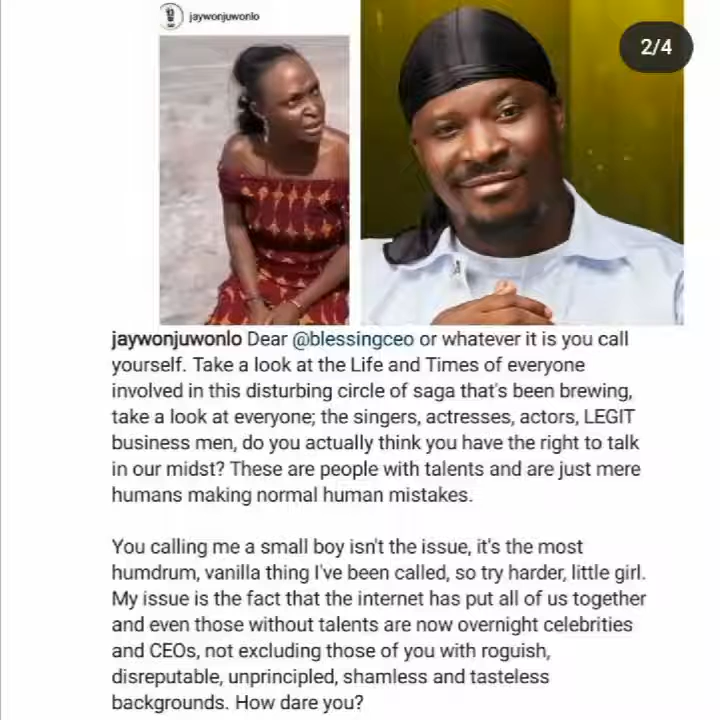 jaywonjuwonlo
2/4
jaywonjuwonlo Dear @blessingceo or whatever it is you call
yourself. Take a look at the Life and Times of everyone
involved in this disturbing circle of saga that's been brewing,
take a look at everyone; the singers, actresses, actors, LEGIT
business men, do you actually think you have the right to talk
in our midst? These are people with talents and are just mere
humans making normal human mistakes.
You calling me a small boy isn't the issue, it's the most
humdrum, vanilla thing I've been called, so try harder, little girl.
My issue is the fact that the internet has put all of us together
and even those without talents are now overnight celebrities
and CEOs, not excluding those of you with roguish,
disreputable, unprincipled, shamless and tasteless
backgrounds. How dare you?